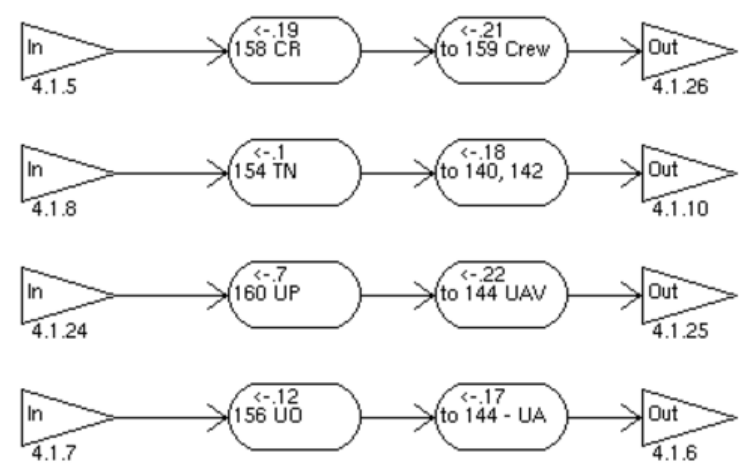 <-.19
<-.21
In
158 CR
to 159 Crew
Out
4.1.5
4.1.26
<-.1
<-.18
In
154 TN
to 140, 142
Out
4.1.8
4.1.10
<-.7
<-.22
In
160 UP
to 144 UAV
Out
4.1.24
4.1.25
<-.12
<-.17
In
156 UO
to 144 - UA
Out
4.1.7
4.1.6